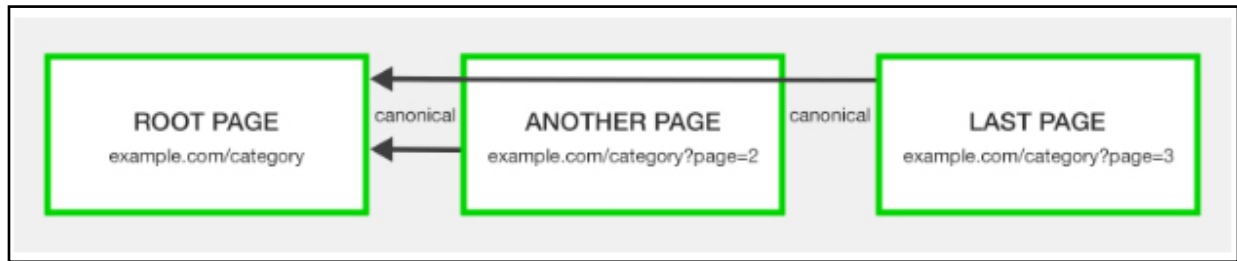 ROOT PAGE
example.com/category
canonical
ANOTHER PAGE
example.com/category?page=2
canonical
LAST PAGE
example.com/category?page=3